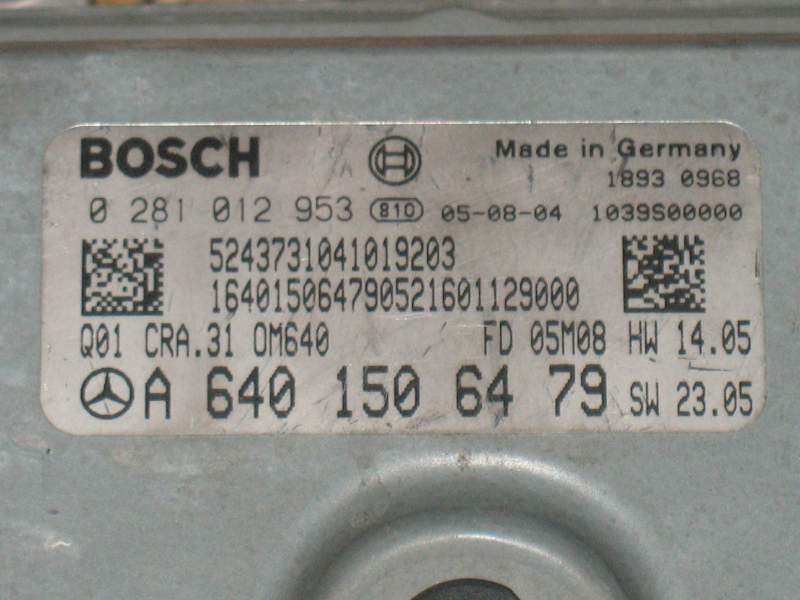 BOSCH Made in Germany
1893 0968
0 281 012 953 810 05-08-04 1039S00000
5243731041019203
164015064790521601129000
Q01 CRA.31 OM640 FD 05M08 HW 14.05
A 640 150 64 79 SW 23.05